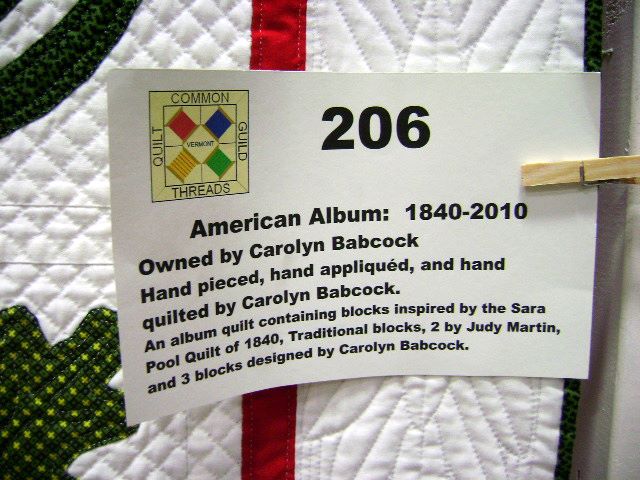 COMMON
QUILT
GUILD
VERMONT
THREADS
206
American Album: 1840-2010
Owned by Carolyn Babcock
Hand pieced, hand appliquéd, and hand
quilted by Carolyn Babcock.
An album quilt containing blocks inspired by the Sara
Pool Quilt of 1840, Traditional blocks, 2 by Judy Martin,
and 3 blocks designed by Carolyn Babcock.